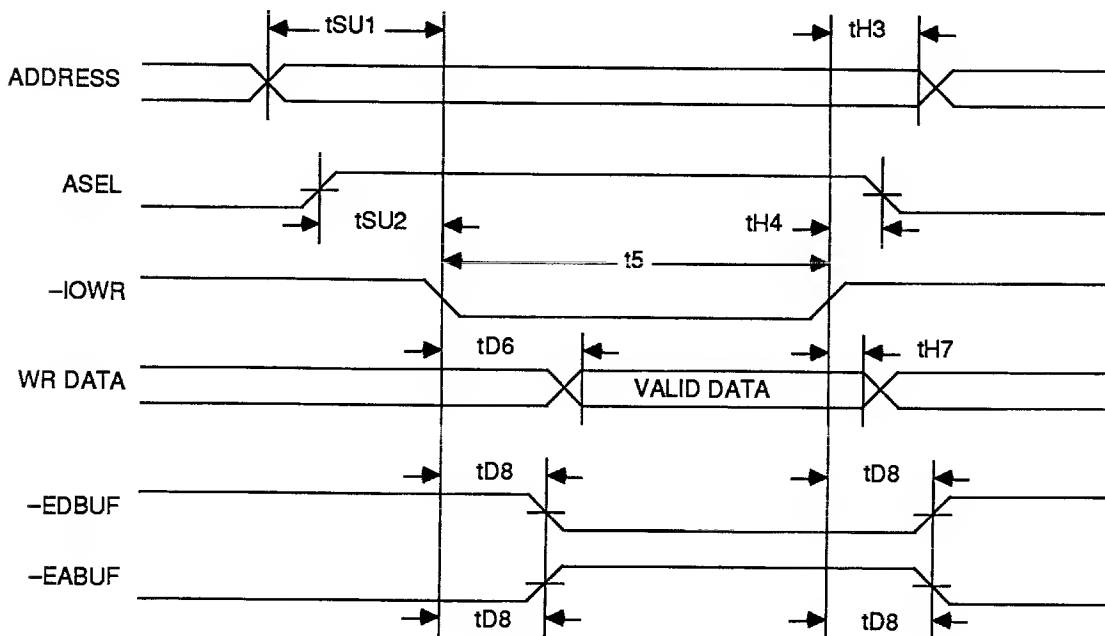 tSU1
tH3
ADDRESS
ASEL
tSU2
tH4
t5
–IOWR
tD6
tH7
WR DATA
VALID DATA
tD8
tD8
–EDBUF
–EABUF
tD8
tD8